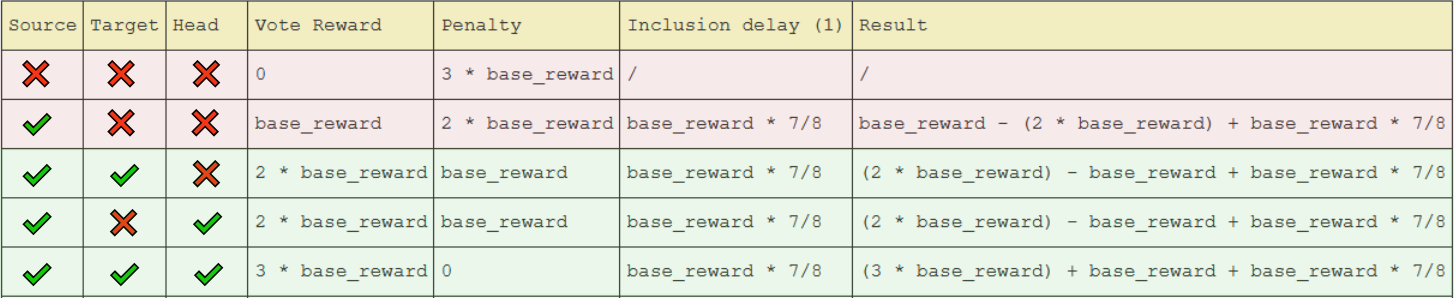 Source Target Head Vote Reward Penalty Inclusion delay (1) Result
0 3 * base_reward / /
base_reward 2 * base_reward base_reward * 7/8 base_reward - (2 * base_reward) + base_reward * 7/8
2 * base_reward base_reward base_reward * 7/8 (2 * base_reward) - base_reward + base_reward * 7/8
2 * base_reward base_reward base_reward * 7/8 (2 * base_reward) - base_reward + base_reward * 7/8
3 * base_reward 0 base_reward * 7/8 (3 * base_reward) + base_reward + base_reward * 7/8